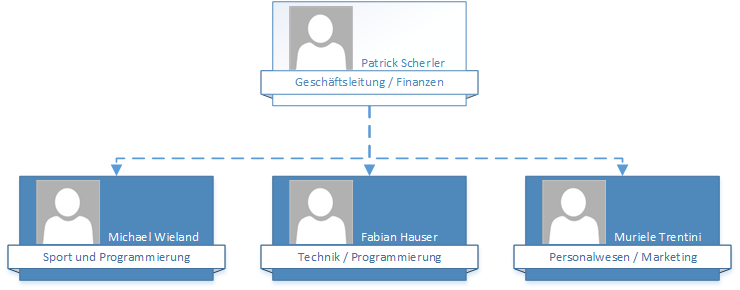 Patrick Scherler
Geschäftsleitung / Finanzen
Michael Wieland
Sport und Programmierung
Fabian Hauser
Technik / Programmierung
Muriele Trentini
Personalwesen / Marketing